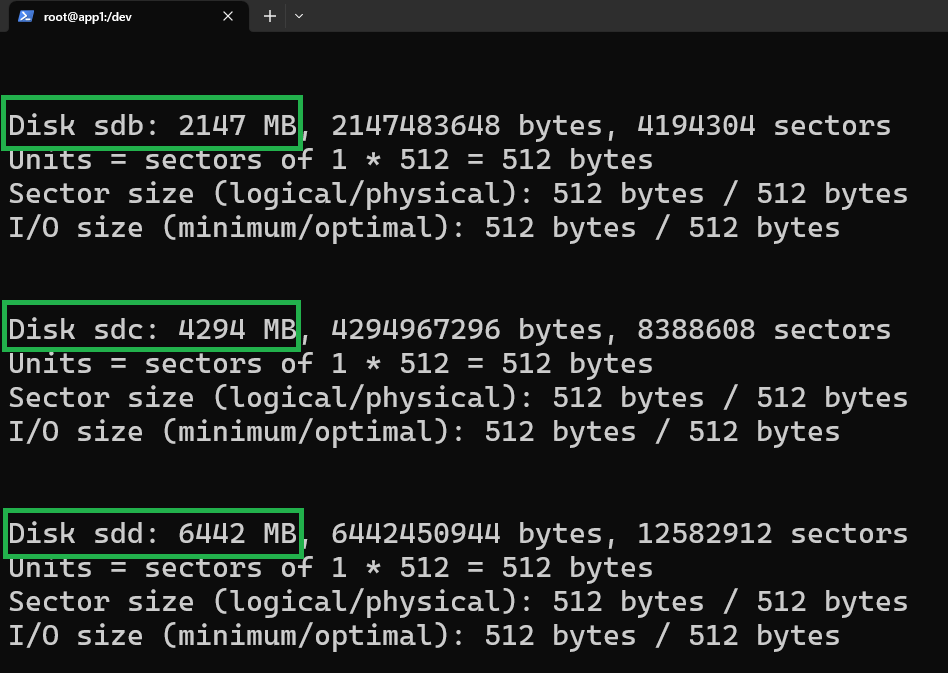 root@app1:/dev
Disk sdb: 2147 MB, 2147483648 bytes, 4194304 sectors
Units = sectors of 1 * 512 = 512 bytes
Sector size (logical/physical): 512 bytes / 512 bytes
I/O size (minimum/optimal): 512 bytes / 512 bytes
Disk sdc: 4294 MB, 4294967296 bytes, 8388608 sectors
Units = sectors of 1 * 512 = 512 bytes
Sector size (logical/physical): 512 bytes / 512 bytes
I/O size (minimum/optimal): 512 bytes / 512 bytes
Disk sdd: 6442 MB, 6442450944 bytes, 12582912 sectors
Units = sectors of 1 * 512 = 512 bytes
Sector size (logical/physical): 512 bytes / 512 bytes
I/O size (minimum/optimal): 512 bytes / 512 bytes